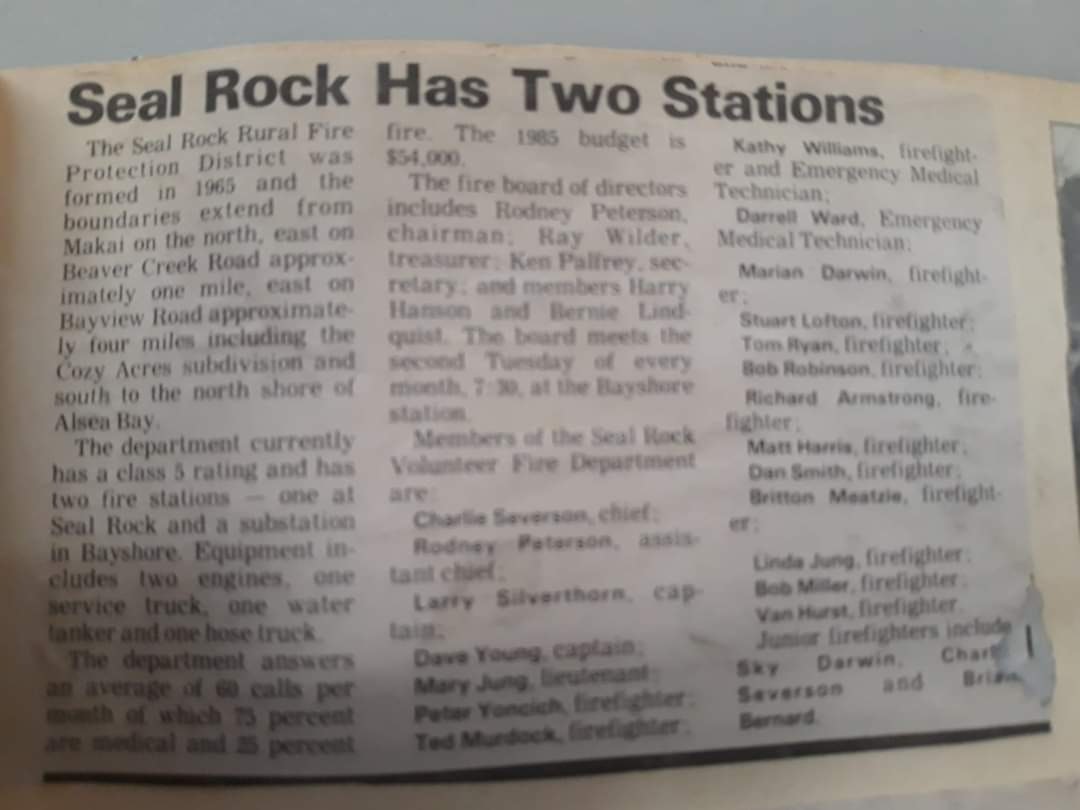 Seal Rock Has Two Stations
The Seal Rock Rural Fire
Protection District was
formed in 1965 and the
boundaries extend from
Makai on the north, east on
Beaver Creek Road approx-
imately one mile, east on
Bayview Road approximate-
ly four miles including the
Cozy Acres subdivision and
south to the north shore of
Alsea Bay.
The department currently
has a class 5 rating and has
two fire stations — one at
Seal Rock and a substation
in Bayshore. Equipment in-
cludes two engines, one
service truck, one water
tanker and one hose truck.
The department answers
an average of 60 calls per
month of which 75 percent
are medical and 25 percent
fire. The 1985 budget is
$54,000.
The fire board of directors
includes Rodney Peterson,
chairman; Ray Wilder,
treasurer; Ken Palfrey, sec-
retary; and members Harry
Hanson and Bernie Lind-
quist. The board meets the
second Tuesday of every
month, 7:30, at the Bayshore
station.
Members of the Seal Rock
Volunteer Fire Department
are:
Charlie Severson, chief;
Rodney Peterson, assis-
tant chief;
Larry Silverthorn, cap-
tain;
Dave Young, captain;
Mary Jung, lieutenant;
Peter Yoncich, firefighter;
Ted Murdock, firefighter;
Kathy Williams, firefight-
er and Emergency Medical
Technician;
Darrell Ward, Emergency
Medical Technician;
Marian Darwin, firefight-
er;
Stuart Lofton, firefighter;
Tom Ryan, firefighter;
Bob Robinson, firefighter;
Richard Armstrong, fire-
fighter;
Matt Harris, firefighter;
Dan Smith, firefighter;
Britton Meatzie, firefight-
er;
Linda Jung, firefighter;
Bob Miller, firefighter;
Van Hurst, firefighter.
Junior firefighters include
Sky Darwin, Charl
Severson and Brian
Bernard.